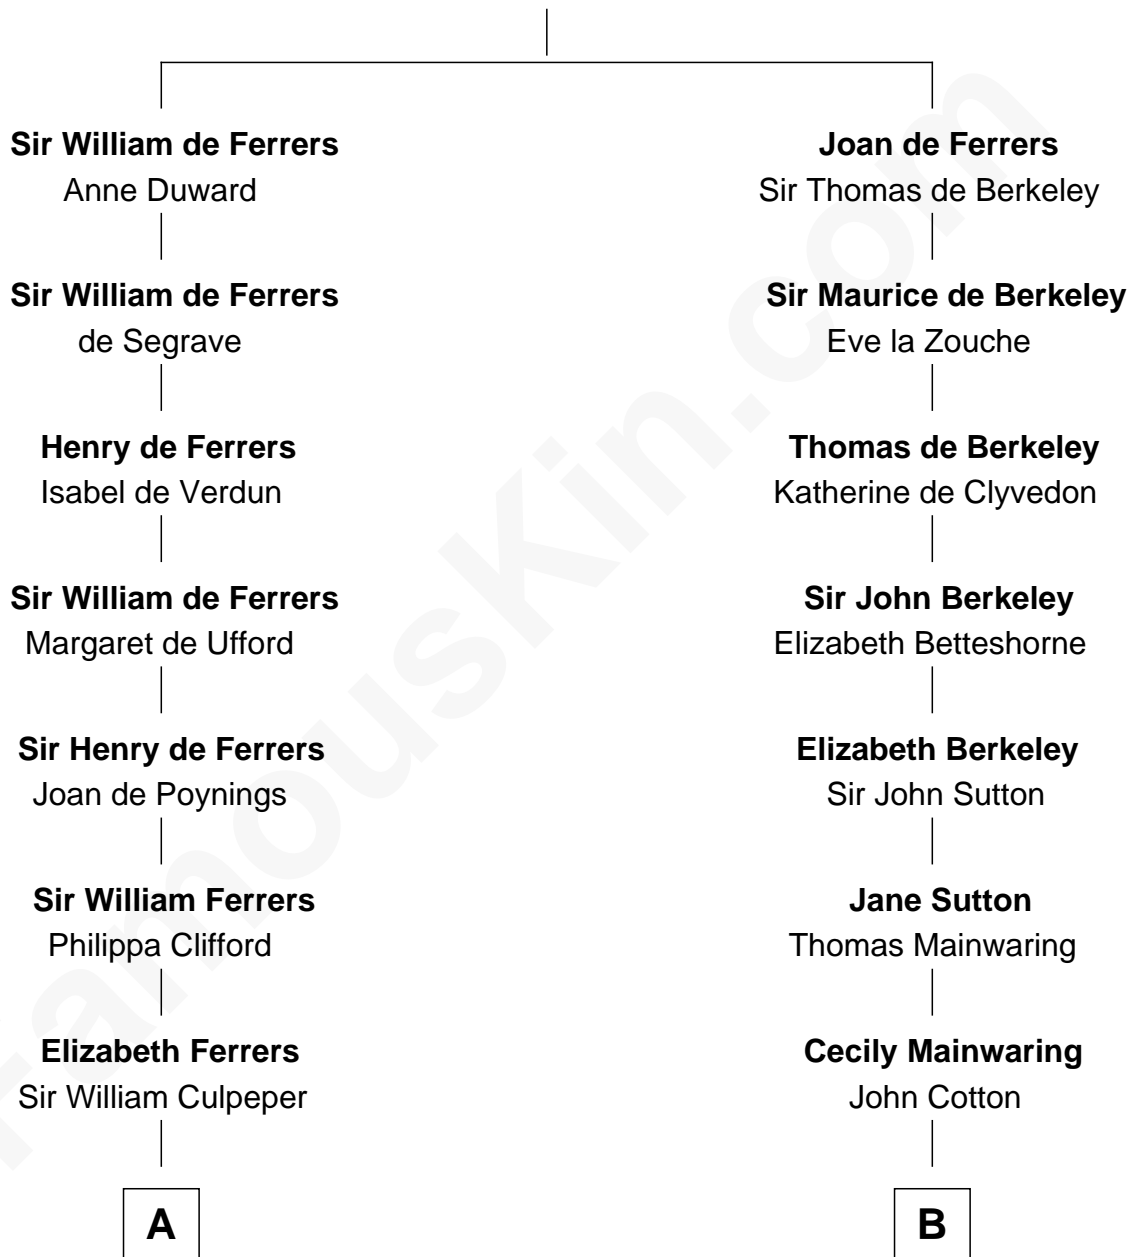 Sir William de Ferrers
Anne Duward
Sir William de Ferrers
de Segrave
Henry de Ferrers
Isabel de Verdun
Sir William de Ferrers
Margaret de Ufford
Sir Henry de Ferrers
Joan de Poynings
Sir William Ferrers
Philippa Clifford
Elizabeth Ferrers
Sir William Culpeper
A
Joan de Ferrers
Sir Thomas de Berkeley
Sir Maurice de Berkeley
Eve la Zouche
Thomas de Berkeley
Katherine de Clyvedon
Sir John Berkeley
Elizabeth Betteshorne
Elizabeth Berkeley
Sir John Sutton
Jane Sutton
Thomas Mainwaring
Cecily Mainwaring
John Cotton
B
FamousKin.com